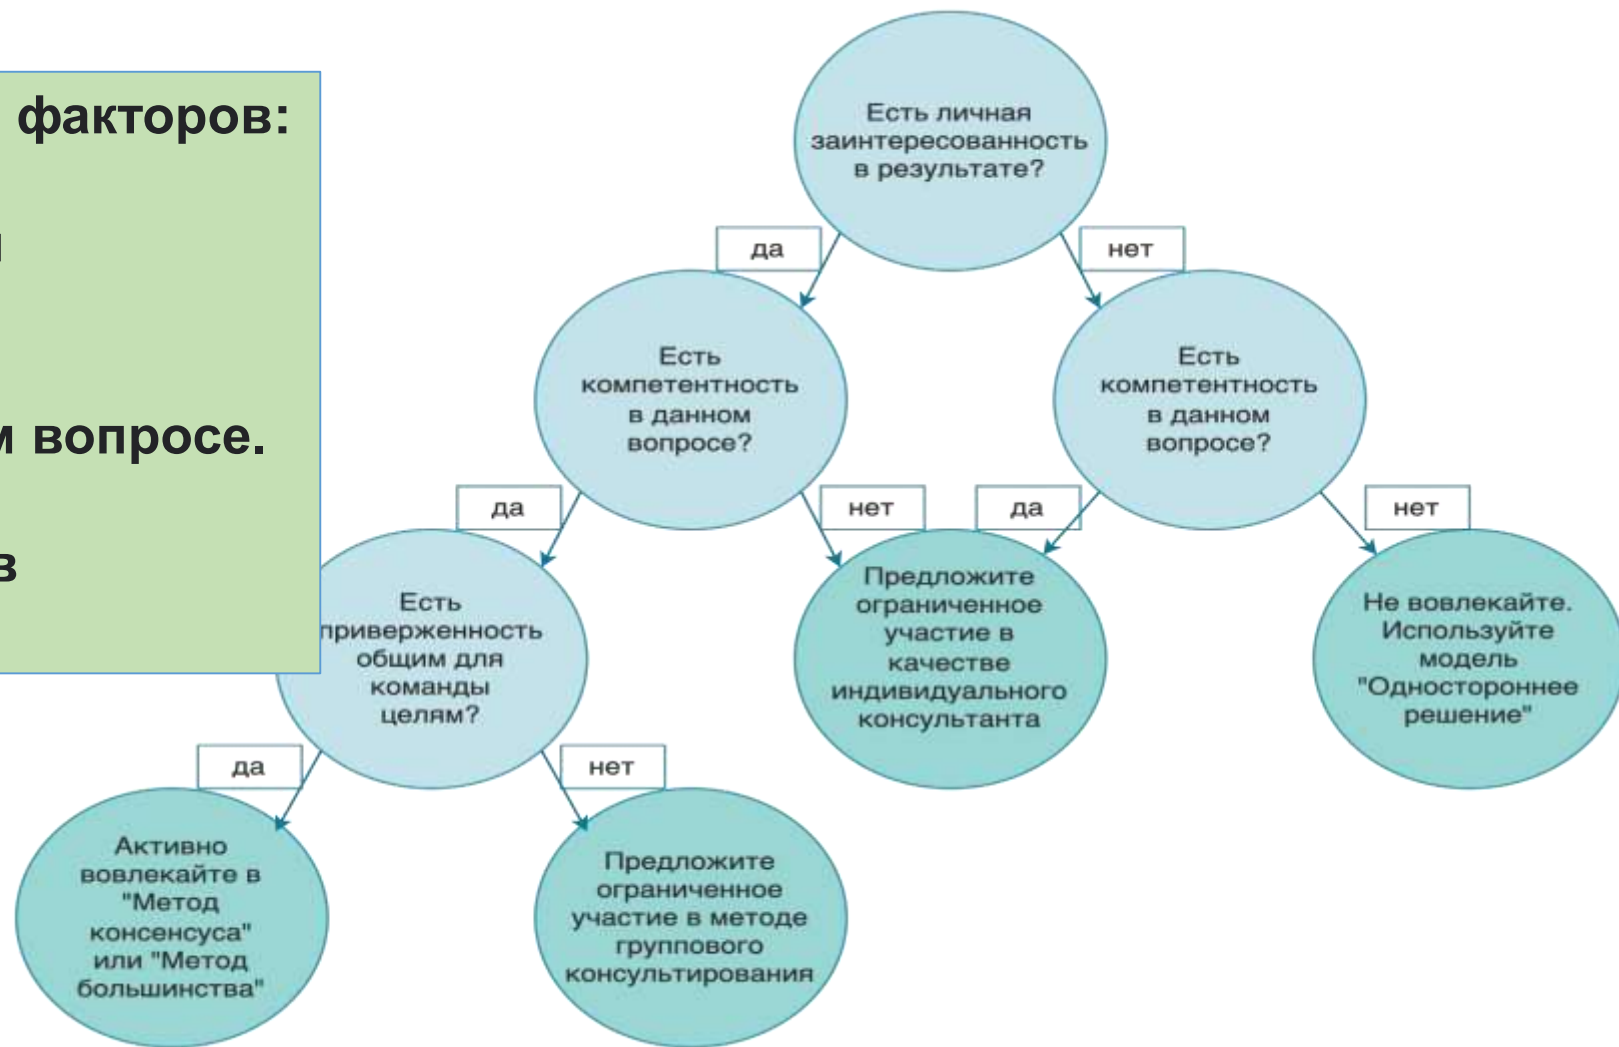 факторов:
и
м вопросе.
в
Есть личная
заинтересованность
в результате?
да
нет
Есть
компетентность
в данном
вопросе?
Есть
компетентность
в данном
вопросе?
да
нет
да
нет
Есть
приверженность
общим для
команды
целям?
Предложите
ограниченное
участие в
качестве
индивидуального
консультанта
Не вовлекайте.
Используйте
модель
"Одностороннее
решение"
да
нет
Активно
вовлекайте в
"Метод
консенсуса"
или "Метод
большинства"
Предложите
ограниченное
участие в методе
группового
консультирования